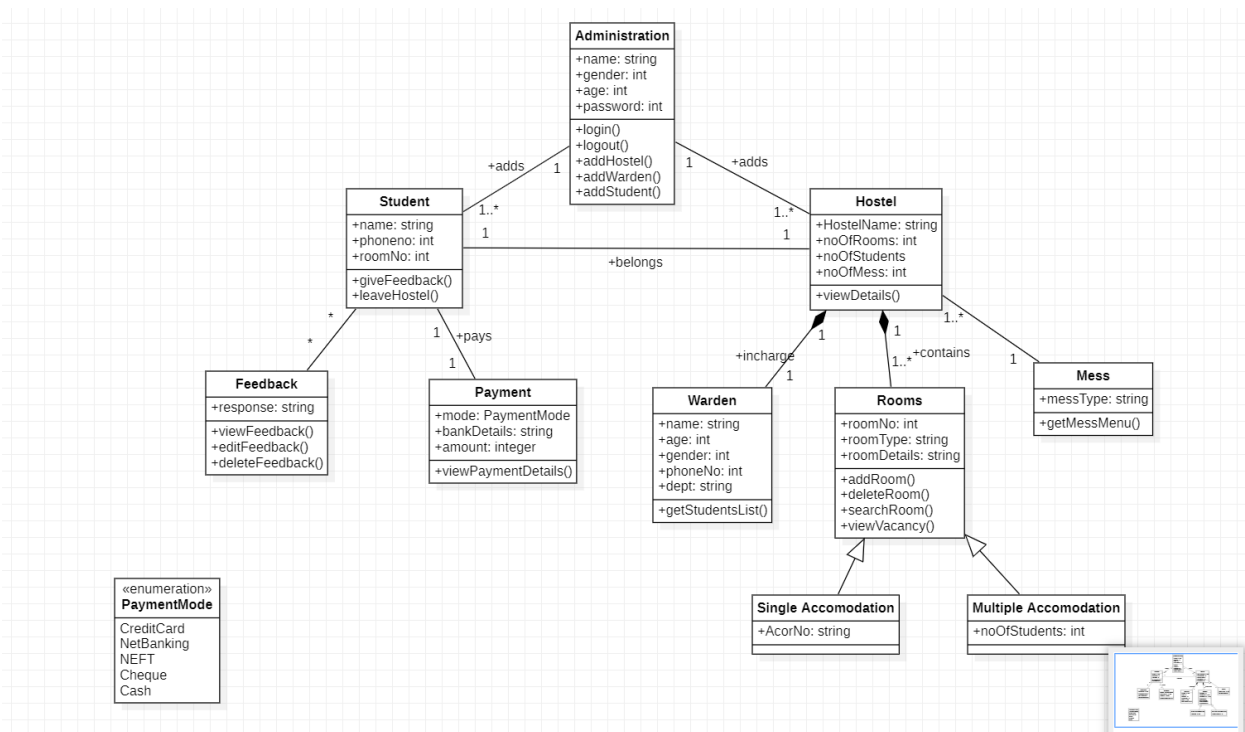 Administration
+name: string
+gender: int
+age: int
+password: int
+login()
+logout()
+addHostel()
+addWarden()
+addStudent()
+adds
1
1..*
1
+adds
1..*
Student
+name: string
+phoneno: int
+roomNo: int
+giveFeedback()
+leaveHostel()
1
1
+belongs
Hostel
+HostelName: string
+noOfRooms: int
+noOfStudents
+noOfMess: int
+viewDetails()
*
*
1
+pays
1
1
+incharge
1
1
+contains
1..*
1..*
1
Feedback
+response: string
+viewFeedback()
+editFeedback()
+deleteFeedback()
Payment
+mode: PaymentMode
+bankDetails: string
+amount: integer
+viewPaymentDetails()
Warden
+name: string
+age: int
+gender: int
+phoneNo: int
+dept: string
+getStudentsList()
Rooms
+roomNo: int
+roomType: string
+roomDetails: string
+addRoom()
+deleteRoom()
+searchRoom()
+viewVacancy()
Mess
+messType: string
+getMessMenu()
«enumeration»
PaymentMode
CreditCard
NetBanking
NEFT
Cheque
Cash
Single Accomodation
+AcorNo: string
Multiple Accomodation
+noOfStudents: int